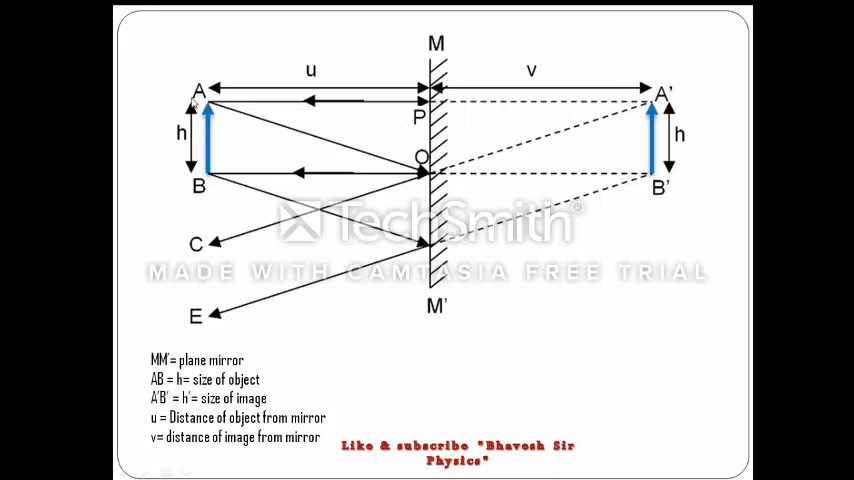 M
u
v
A
A'
P
h
h
O
B
B'
TechSmith®
C
MADE WITH CAMTASIA FREE TRIAL
M'
E
MM'= plane mirror
AB = h= size of object
A'B' = h'= size of image
u = Distance of object from mirror
v= distance of image from mirror
Like & subscribe "Bhavesh Sir
Physics"